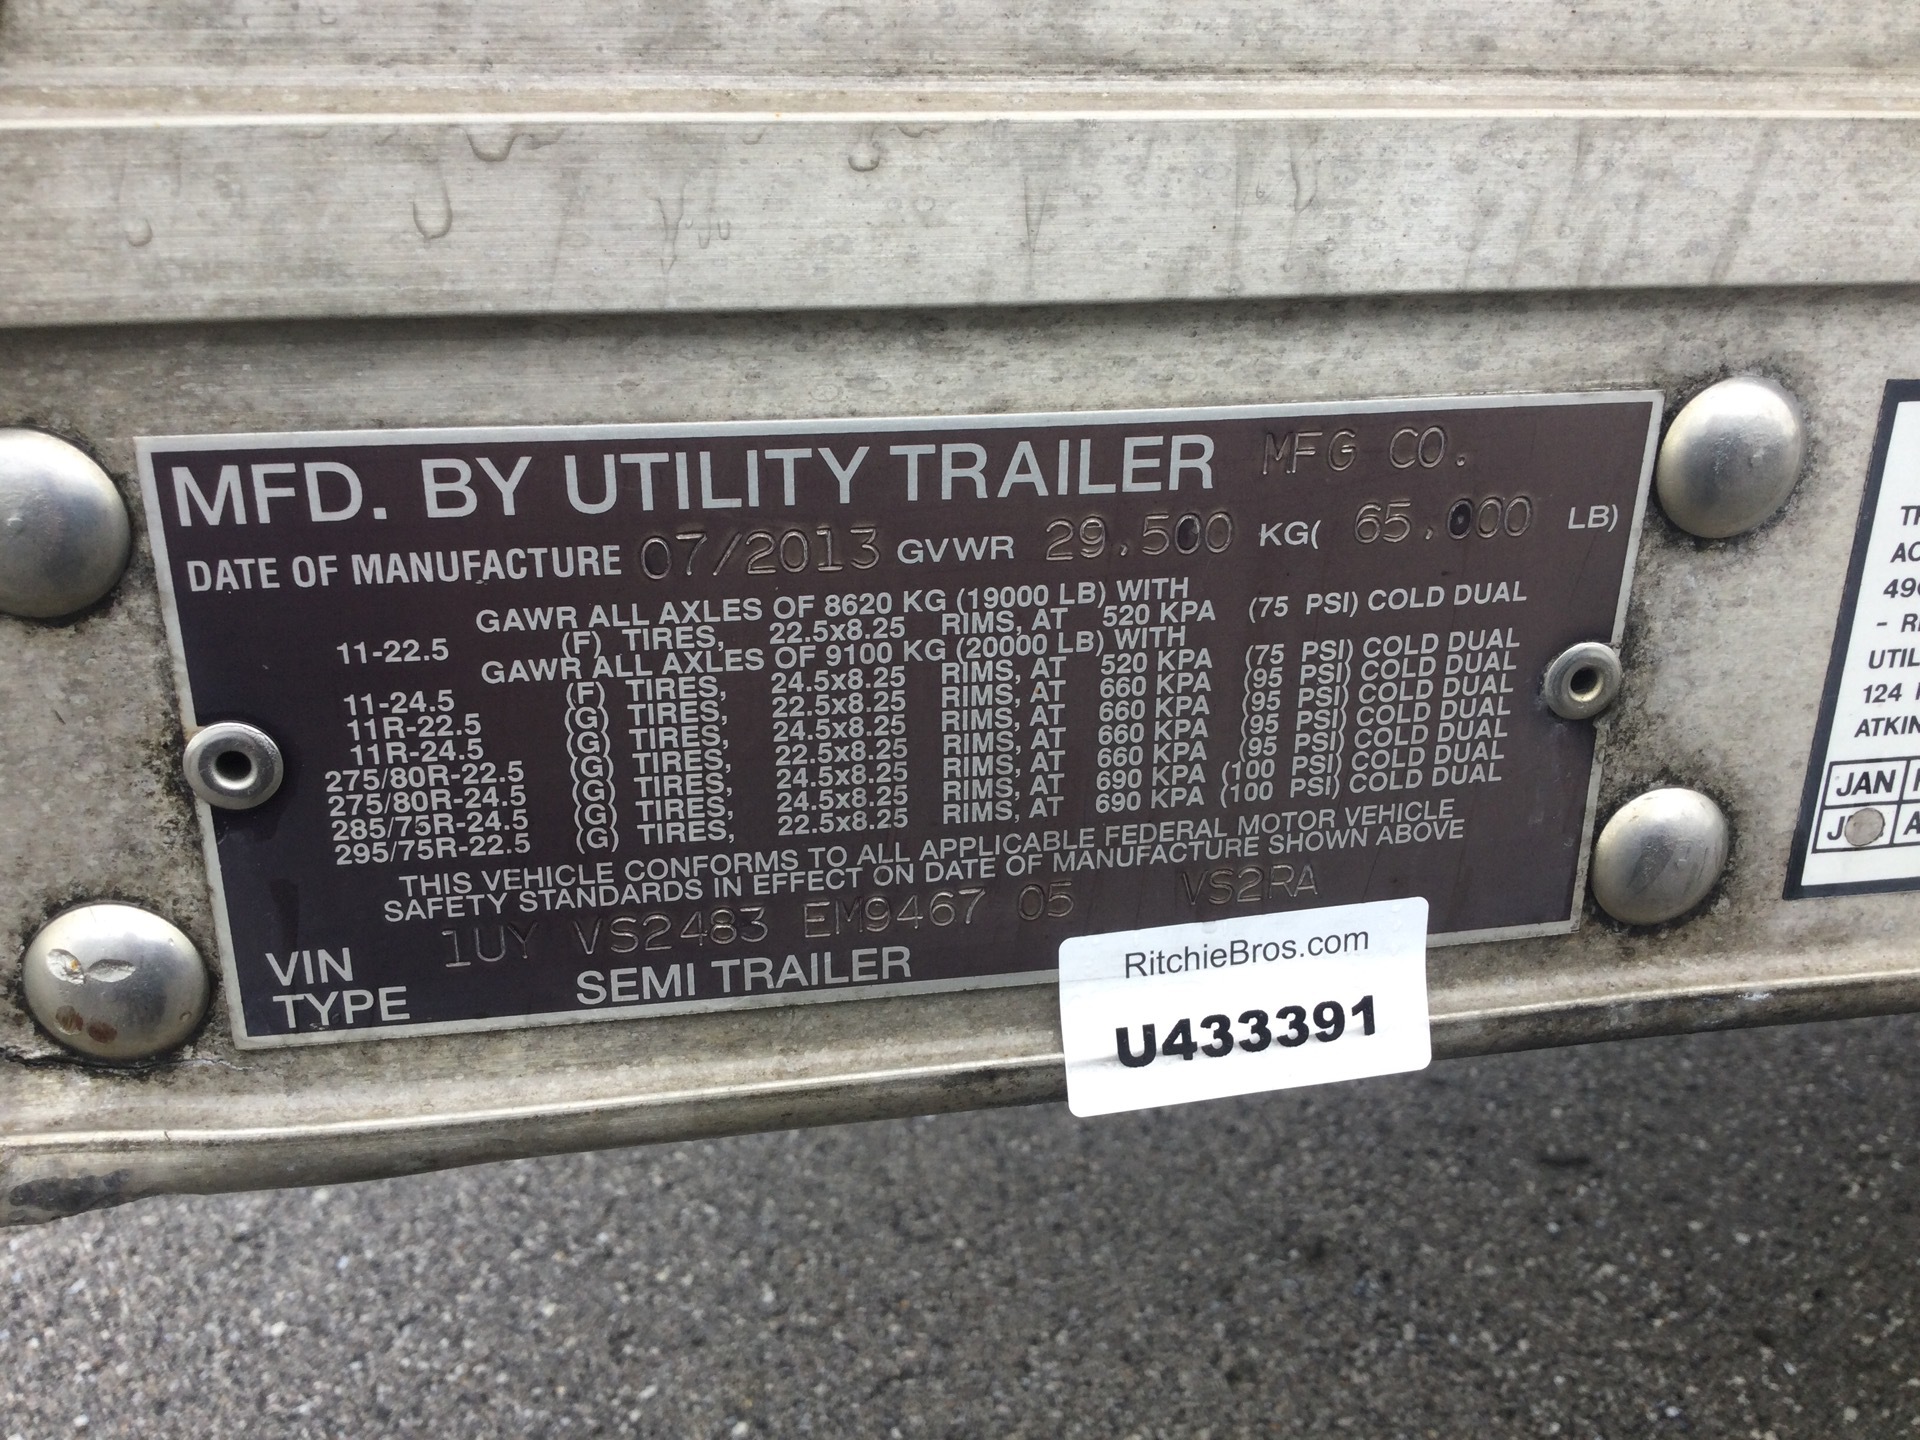 MFD. BY UTILITY TRAILER MFG CO.
DATE OF MANUFACTURE 07/2013 GVWR 29.500 KG( 65.000 LB)
GAWR ALL AXLES OF 8620 KG (19000 LB) WITH
11-22.5 (F) TIRES, 22.5x8.25 RIMS, AT 520 KPA (75 PSI) COLD DUAL
GAWR ALL AXLES OF 9100 KG (20000 LB) WITH
11-24.5 (F) TIRES, 24.5x8.25 RIMS, AT 520 KPA (75 PSI) COLD DUAL
11R-22.5 (G) TIRES, 22.5x8.25 RIMS, AT 660 KPA (95 PSI) COLD DUAL
11R-24.5 (G) TIRES, 24.5x8.25 RIMS, AT 660 KPA (95 PSI) COLD DUAL
275/80R-22.5 (G) TIRES, 22.5x8.25 RIMS, AT 660 KPA (95 PSI) COLD DUAL
275/80R-24.5 (G) TIRES, 24.5x8.25 RIMS, AT 660 KPA (95 PSI) COLD DUAL
285/75R-24.5 (G) TIRES, 24.5x8.25 RIMS, AT 690 KPA (100 PSI) COLD DUAL
295/75R-22.5 (G) TIRES, 22.5x8.25 RIMS, AT 690 KPA (100 PSI) COLD DUAL
THIS VEHICLE CONFORMS TO ALL APPLICABLE FEDERAL MOTOR VEHICLE
SAFETY STANDARDS IN EFFECT ON DATE OF MANUFACTURE SHOWN ABOVE
VIN 1UY VS2483 EM9467 05 VS2RA
TYPE SEMI TRAILER
RitchieBros.com
U433391
124
JAN